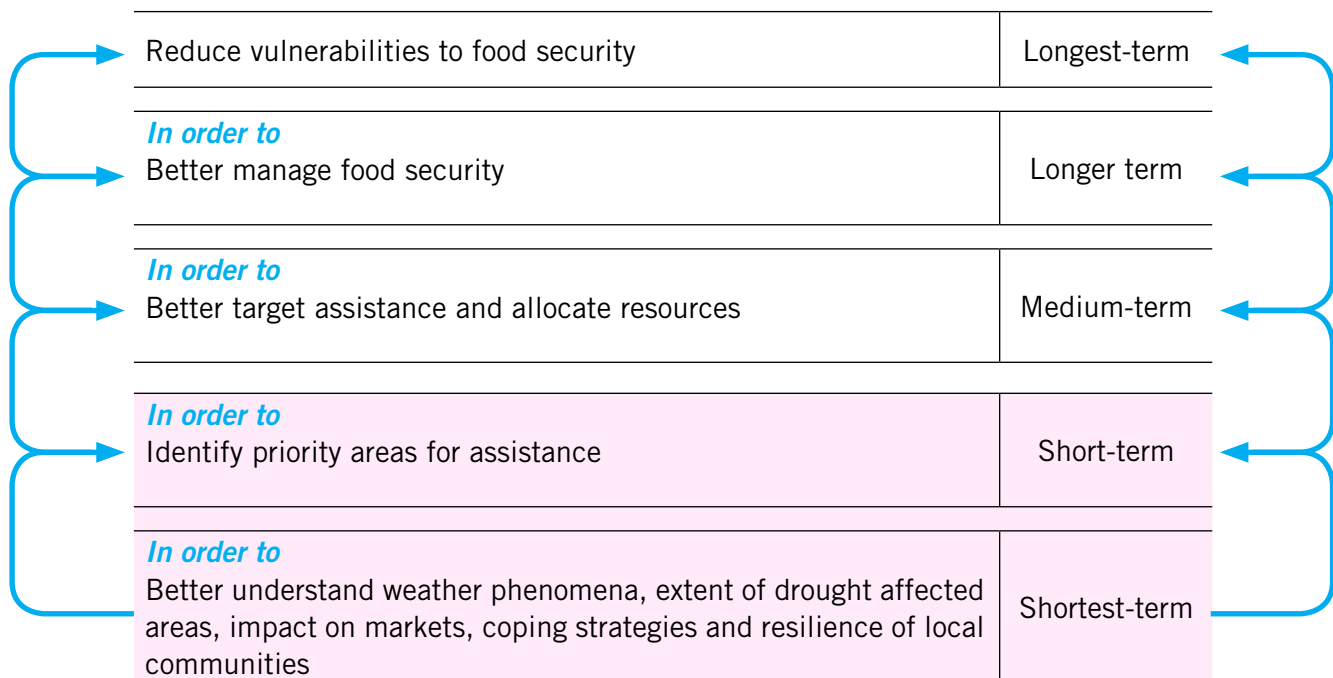 Reduce vulnerabilities to food security
Longest-term
In order to
Better manage food security
Longer term
In order to
Better target assistance and allocate resources
Medium-term
In order to
Identify priority areas for assistance
Short-term
In order to
Better understand weather phenomena, extent of drought affected
areas, impact on markets, coping strategies and resilience of local
communities
Shortest-term